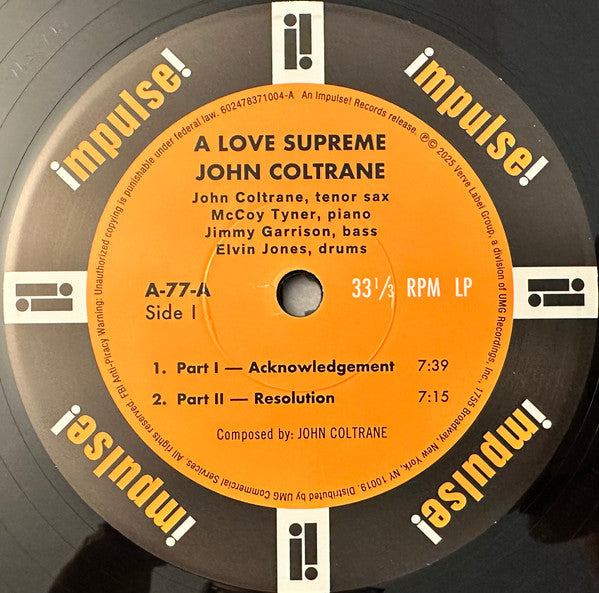 impulse!
impulse!
impulse!
impulse!
602478371004-A An Impulse! Records release. ℗© 2025 Verve Label Group, a division of UMG Recordings, Inc., 1755 Broadway, New York, NY, 10019. Distributed by UMG Commercial Services. All rights reserved. FBI Anti-Piracy Warning: Unauthorized copying is punishable under federal law.
A LOVE SUPREME
JOHN COLTRANE
John Coltrane, tenor sax
McCoy Tyner, piano
Jimmy Garrison, bass
Elvin Jones, drums
A-77-A 33 1/3 RPM LP
Side I
1. Part I — Acknowledgement 7:39
2. Part II — Resolution 7:15
Composed by: JOHN COLTRANE